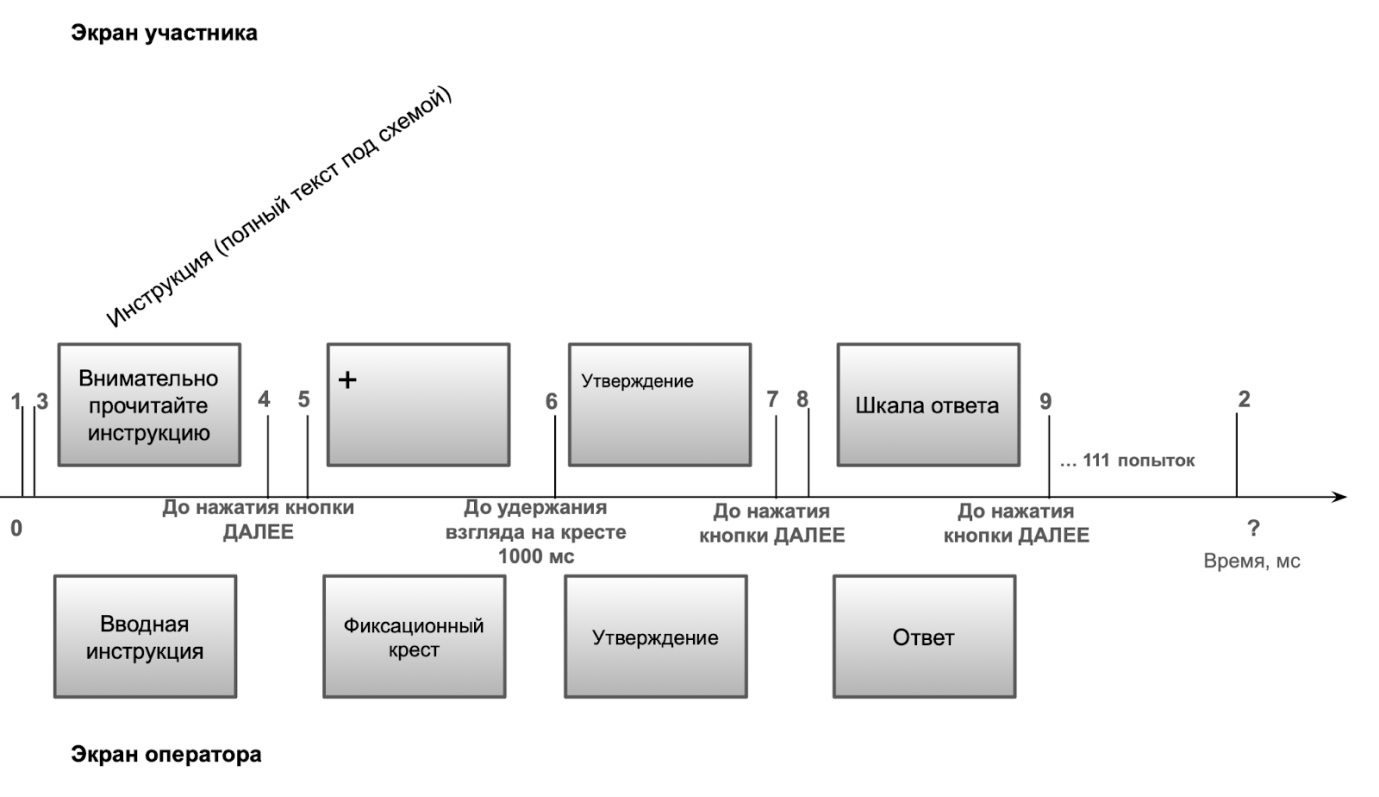 Экран участника
Инструкция (полный текст под схемой)
Внимательно
прочитайте
инструкцию
+
Утверждение
Шкала ответа
1 3 4 5 6 7 8 9 2
... 111 попыток
0
До нажатия кнопки
ДАЛЕЕ
До удержания
взгляда на кресте
1000 мс
До нажатия
кнопки ДАЛЕЕ
До нажатия
кнопки ДАЛЕЕ
?
Время, мс
Вводная
инструкция
Фиксационный
крест
Утверждение
Ответ
Экран оператора